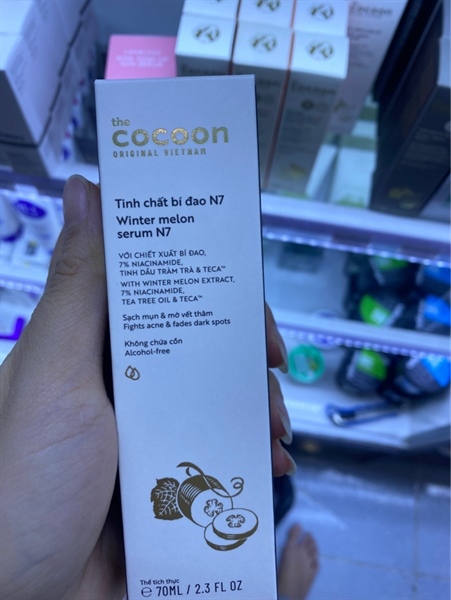 the
cocoon
ORIGINAL VIETNAM
Tinh chất bí đao N7
Winter melon
serum N7
VỚI CHIẾT XUẤT BÍ ĐAO,
7% NIACINAMIDE,
TINH DẦU TRÀM TRÀ & TECA™
WITH WINTER MELON EXTRACT,
7% NIACINAMIDE,
TEA TREE OIL & TECA™
Sạch mụn & mờ vết thâm
Fights acne & fades dark spots
Không chứa cồn
Alcohol-free
Thể tích thực
e 70ML / 2.3 FL OZ